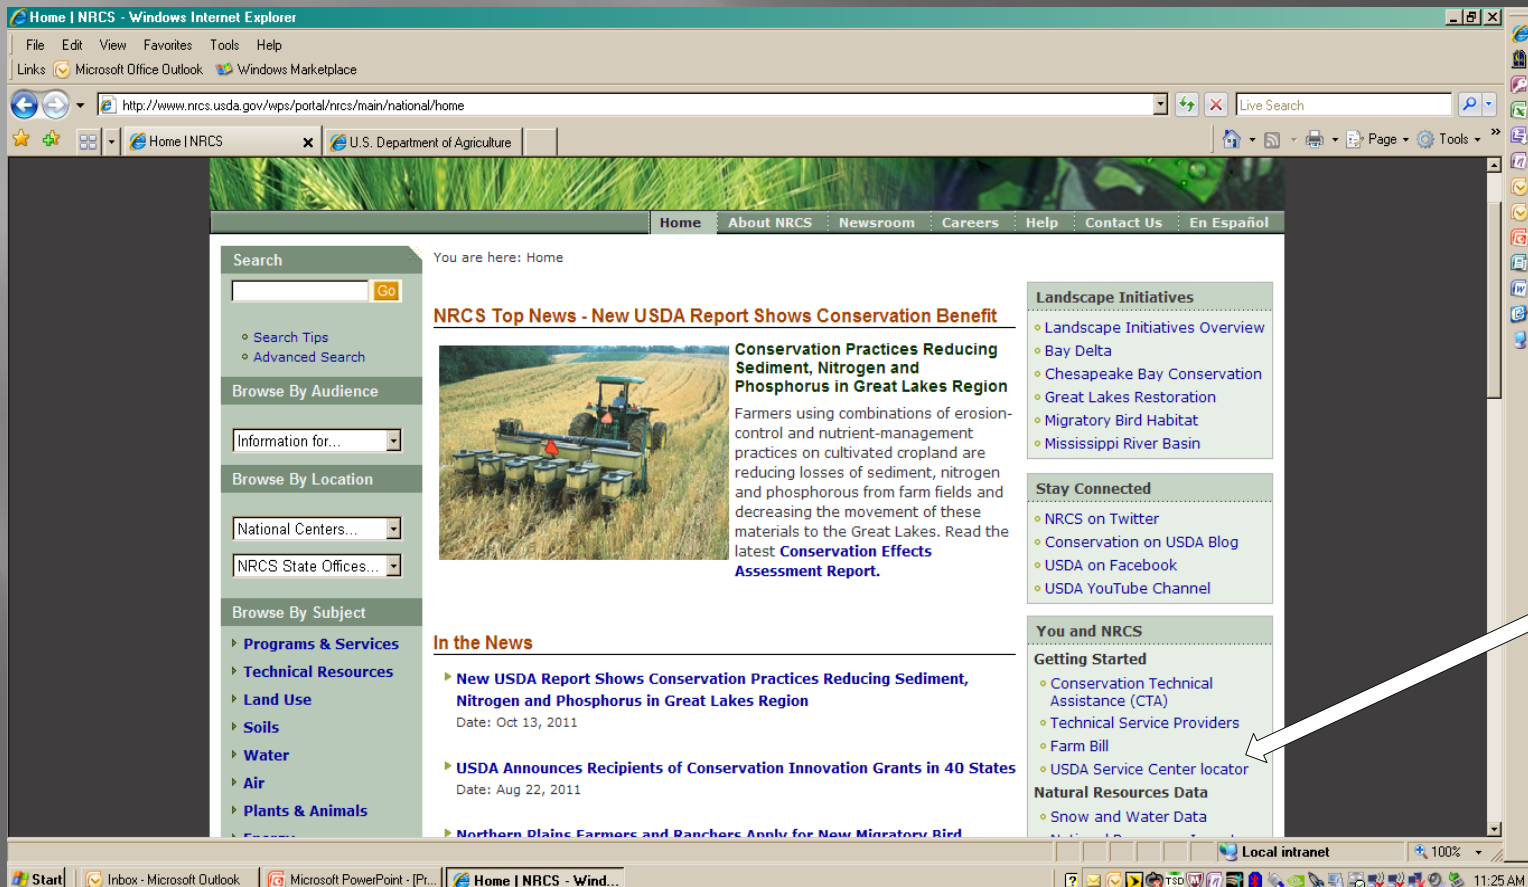 Home | NRCS - Windows Internet Explorer
File Edit View Favorites Tools Help
Links Microsoft Office Outlook Windows Marketplace
http://www.nrcs.usda.gov/wps/portal/nrcs/main/national/home
Live Search
Home | NRCS
U.S. Department of Agriculture
Page Tools
Home About NRCS Newsroom Careers Help Contact Us En Español
Search
Go
Search Tips
Advanced Search
Browse By Audience
Information for...
Browse By Location
National Centers...
NRCS State Offices...
Browse By Subject
Programs & Services
Technical Resources
Land Use
Soils
Water
Air
Plants & Animals
You are here: Home
NRCS Top News - New USDA Report Shows Conservation Benefit
Conservation Practices Reducing
Sediment, Nitrogen and
Phosphorus in Great Lakes Region
Farmers using combinations of erosion-
control and nutrient-management
practices on cultivated cropland are
reducing losses of sediment, nitrogen
and phosphorous from farm fields and
decreasing the movement of these
materials to the Great Lakes. Read the
latest Conservation Effects
Assessment Report.
In the News
New USDA Report Shows Conservation Practices Reducing Sediment,
Nitrogen and Phosphorus in Great Lakes Region
Date: Oct 13, 2011
USDA Announces Recipients of Conservation Innovation Grants in 40 States
Date: Aug 22, 2011
Northern Plains Farmers and Ranchers Apply for New Migratory Bird
Landscape Initiatives
Landscape Initiatives Overview
Bay Delta
Chesapeake Bay Conservation
Great Lakes Restoration
Migratory Bird Habitat
Mississippi River Basin
Stay Connected
NRCS on Twitter
Conservation on USDA Blog
USDA on Facebook
USDA YouTube Channel
You and NRCS
Getting Started
Conservation Technical
Assistance (CTA)
Technical Service Providers
Farm Bill
USDA Service Center locator
Natural Resources Data
Snow and Water Data
Local intranet
100%
Start
Inbox - Microsoft Outlook
Microsoft PowerPoint - [Pr...
Home | NRCS - Wind...
TSD
11:25 AM